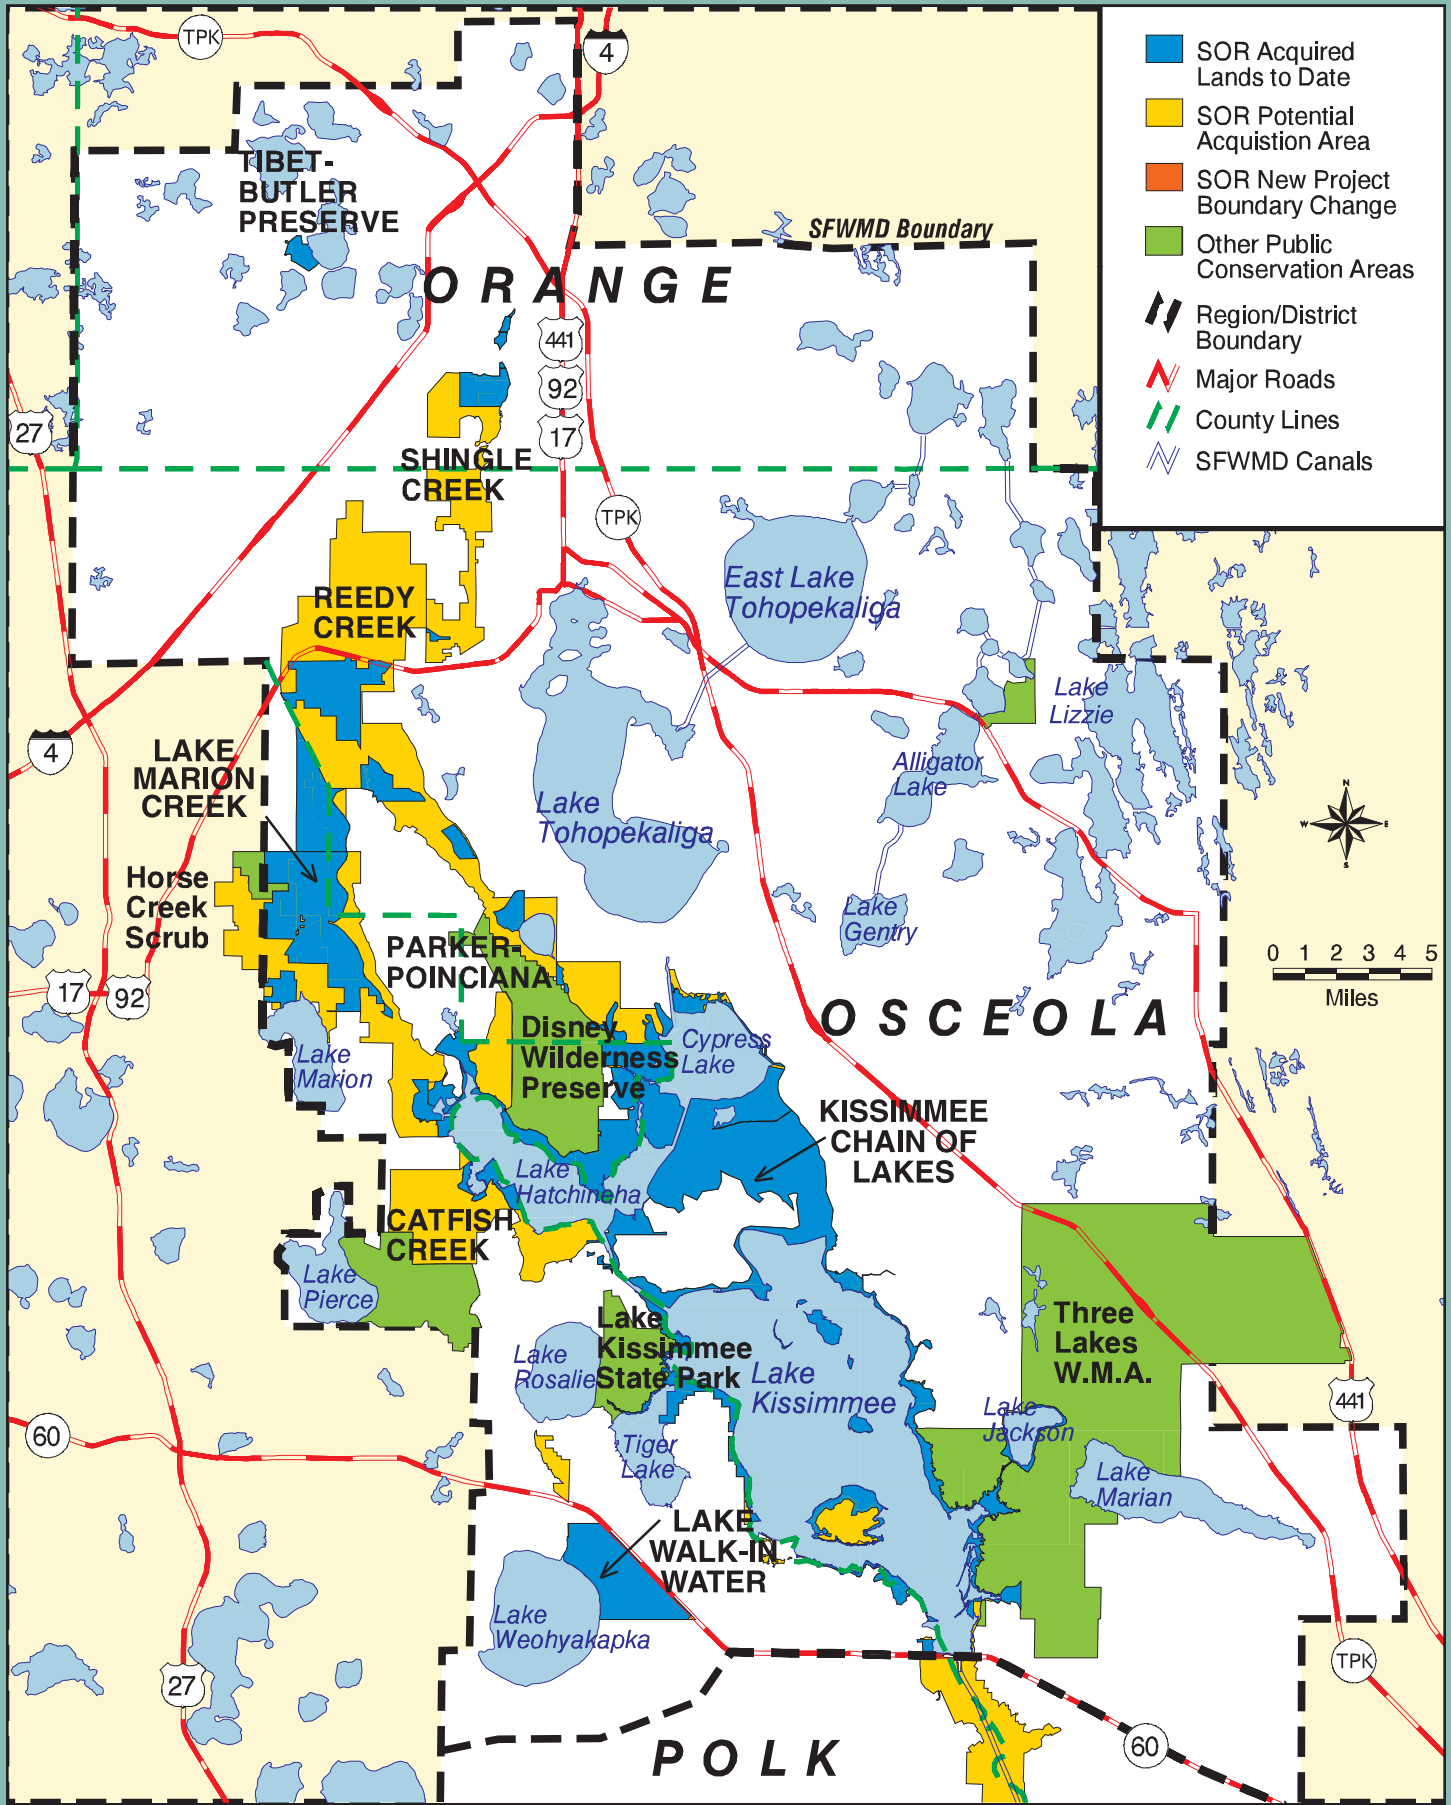 TPK
4
SOR Acquired
Lands to Date
SOR Potential
Acquistion Area
SOR New Project
Boundary Change
Other Public
Conservation Areas
Region/District
Boundary
Major Roads
County Lines
SFWMD Canals
TIBET-
BUTLER
PRESERVE
SFWMD Boundary
ORANGE
441
92
17
27
SHINGLE
CREEK
TPK
East Lake
Tohopekaliga
REEDY
CREEK
Lake
Lizzie
4
LAKE
MARION
CREEK
Alligator
Lake
Lake
Tohopekaliga
N
W
E
S
Horse
Creek
Scrub
Lake
Gentry
PARKER-
POINCIANA
0 1 2 3 4 5
Miles
17
92
OSCEOLA
Disney
Wilderness
Preserve
Cypress
Lake
Lake
Marion
KISSIMMEE
CHAIN OF
LAKES
Lake
Hatchineha
CATFISH
CREEK
Lake
Pierce
Lake
Kissimmee
State Park
Three
Lakes
W.M.A.
Lake
Rosalie
Lake
Kissimmee
441
Lake
Jackson
60
Tiger
Lake
Lake
Marian
LAKE
WALK-IN
WATER
Lake
Weohyakapka
27
TPK
60
POLK